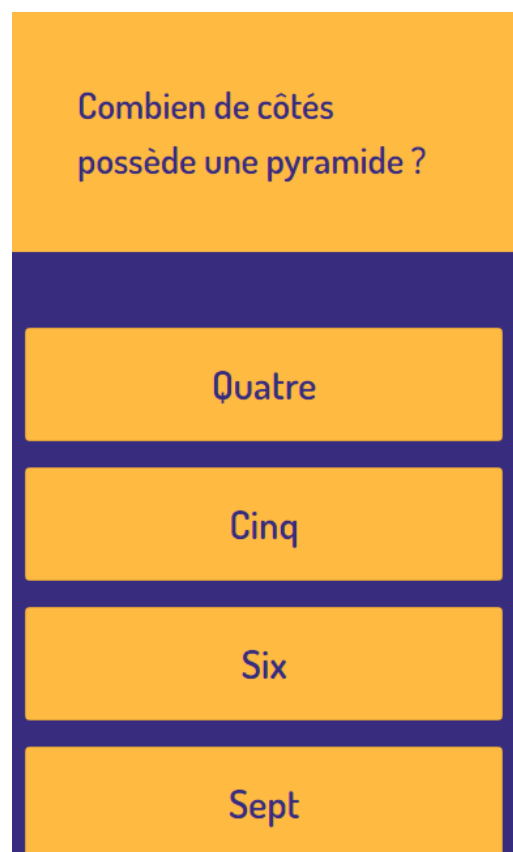 Combien de côtés
possède une pyramide ?
Quatre
Cinq
Six
Sept